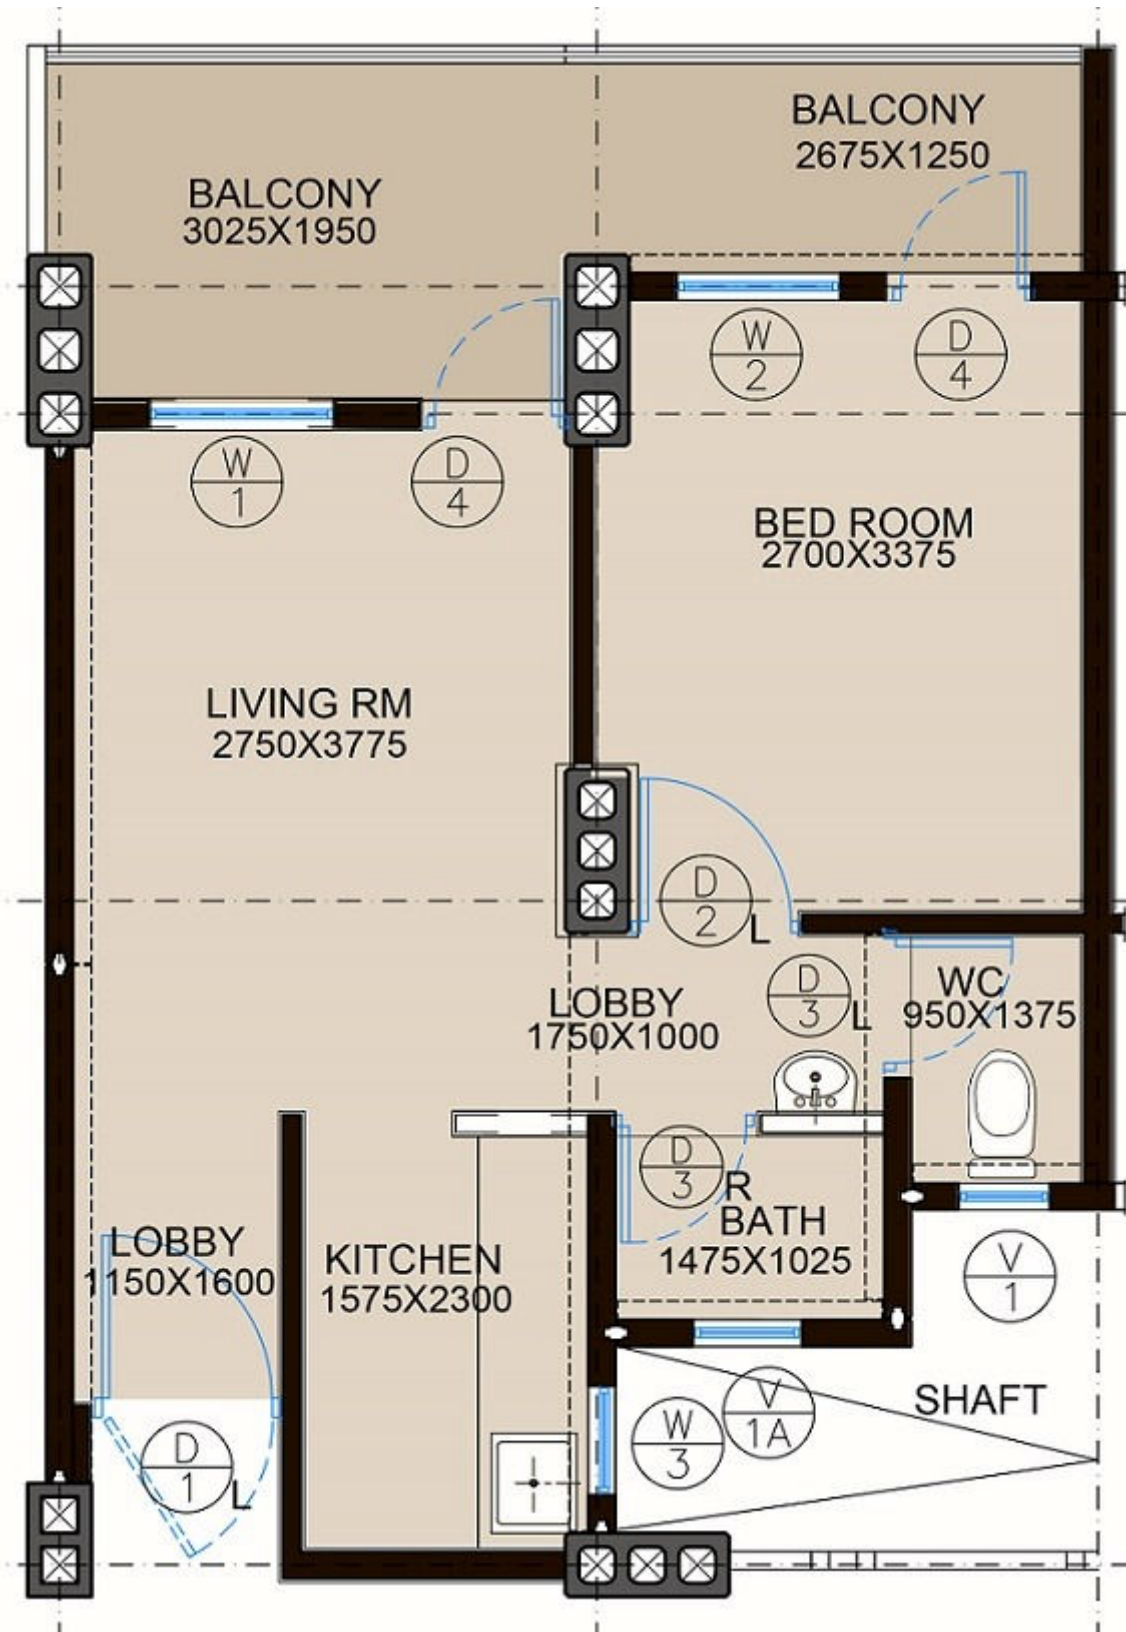 BALCONY
2675X1250
BALCONY
3025X1950
W
2
D
4
W
1
D
4
BED ROOM
2700X3375
LIVING RM
2750X3775
D
2
L
D
3
L
WC
950X1375
LOBBY
1750X1000
D
3
R
BATH
1475X1025
LOBBY
1150X1600
KITCHEN
1575X2300
V
1
SHAFT
V
1A
W
3
D
1
L